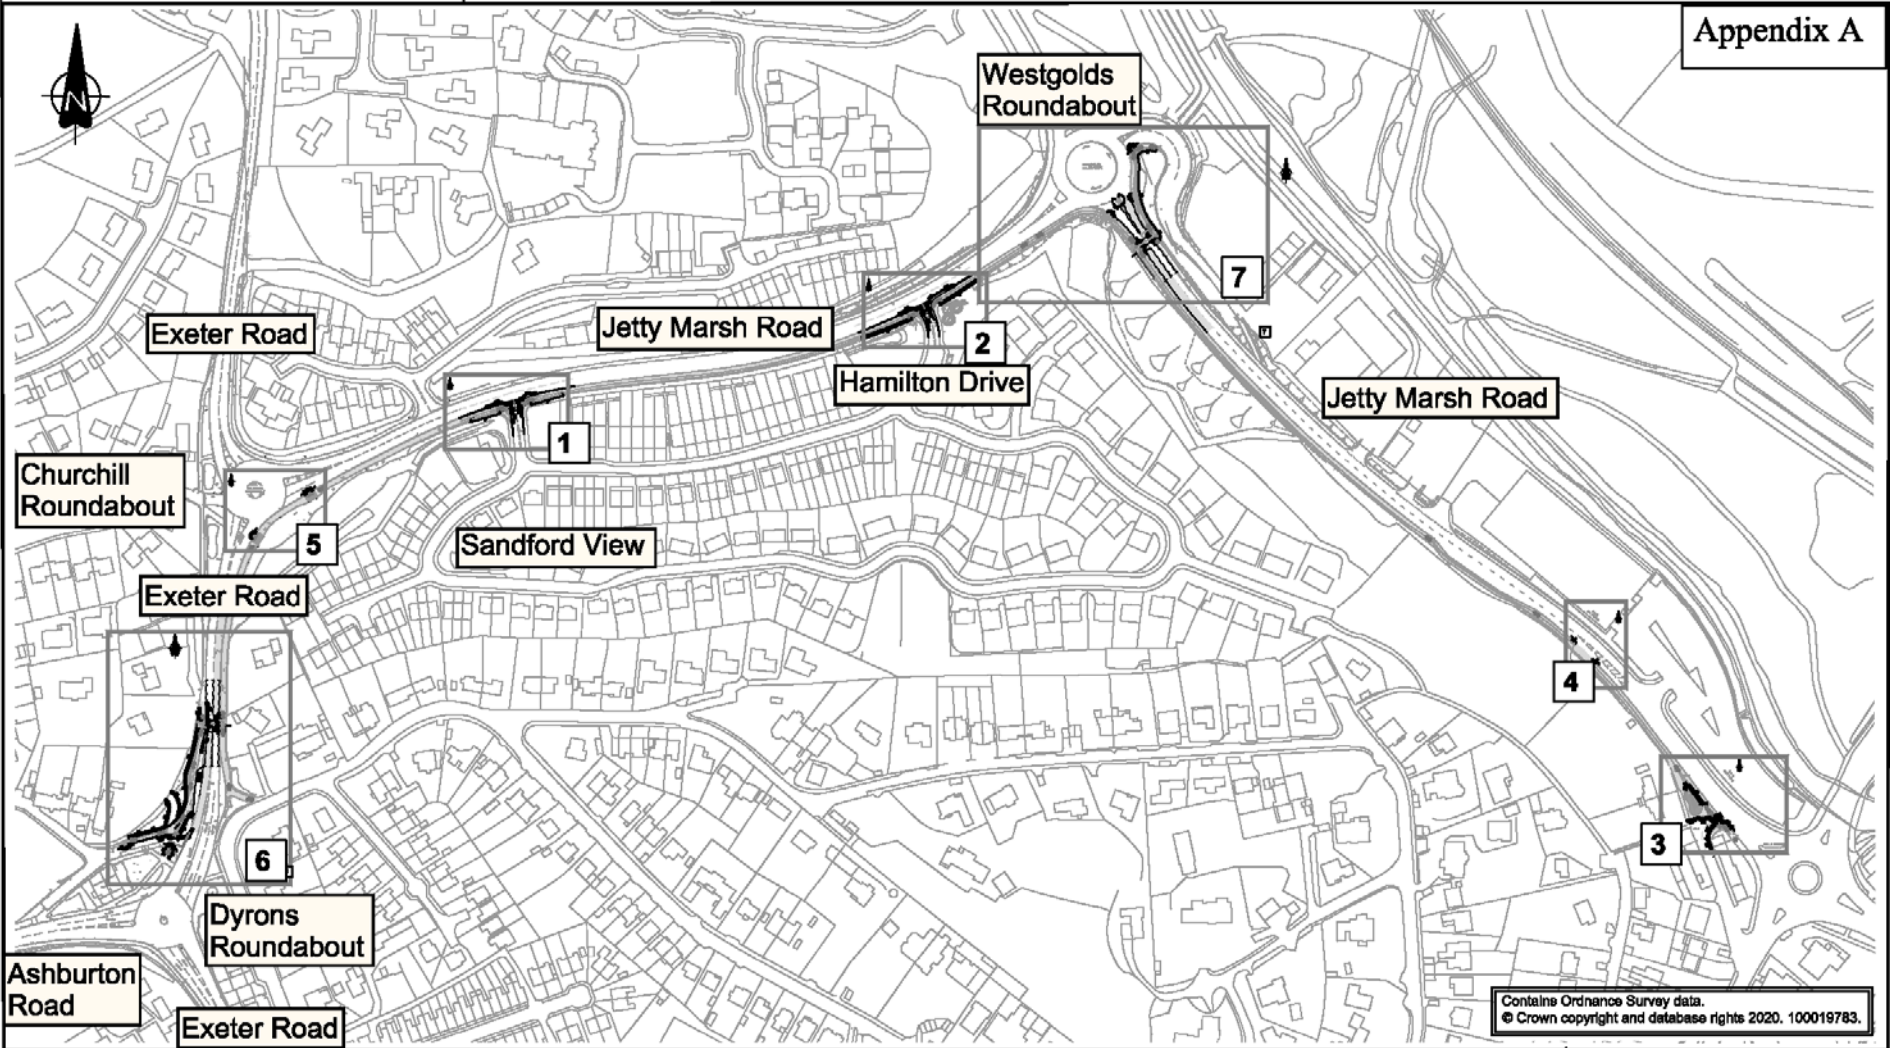 Appendix A
N
Westgolds
Roundabout
7
Exeter Road
Jetty Marsh Road
2
Hamilton Drive
Jetty Marsh Road
1
Churchill
Roundabout
5
Sandford View
Exeter Road
4
3
6
Dyrons
Roundabout
Ashburton
Road
Exeter Road
Contains Ordnance Survey data.
© Crown copyright and database rights 2020. 100019783.